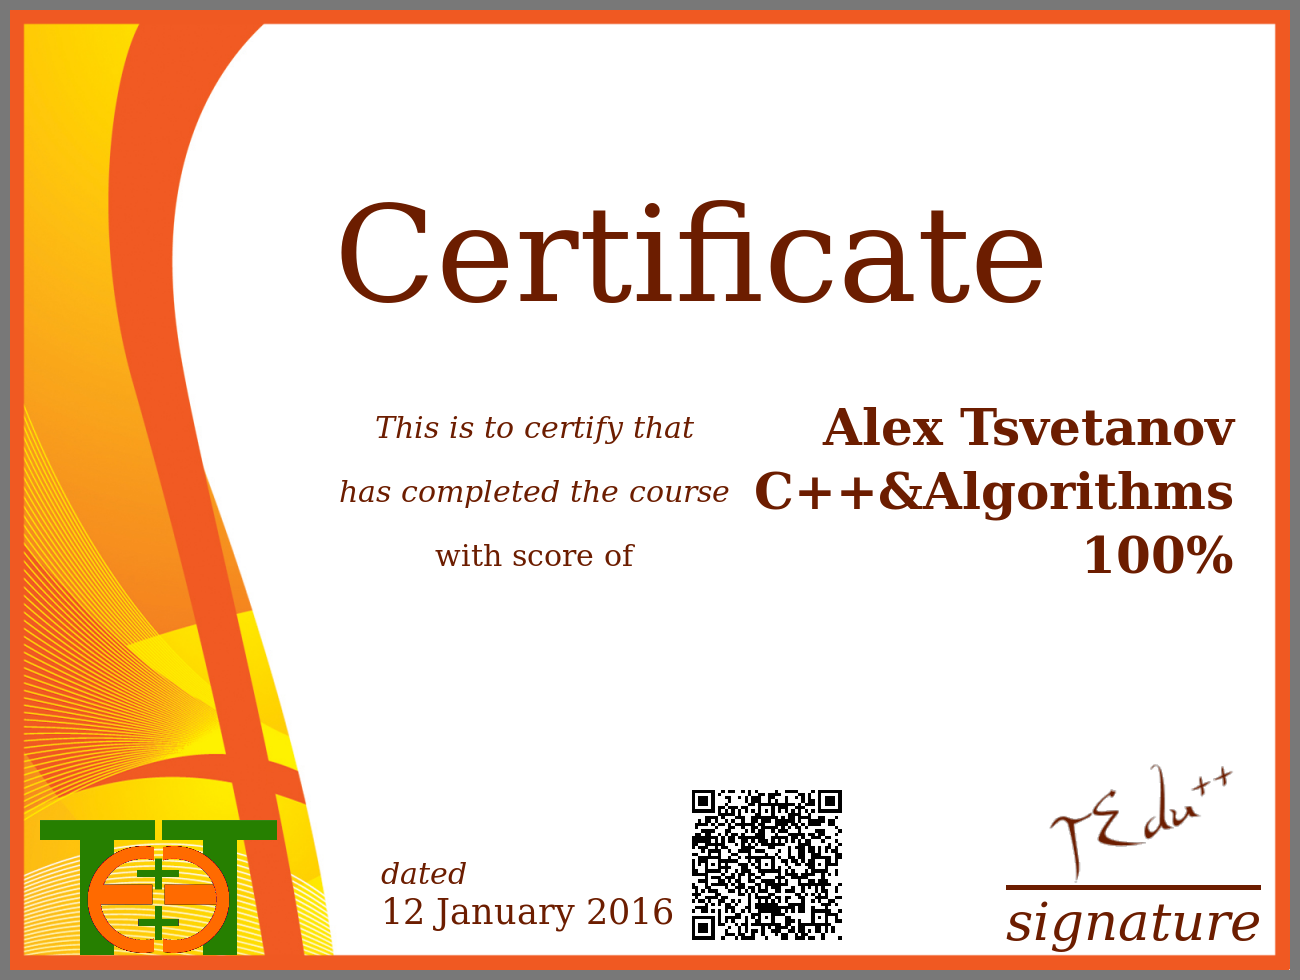 Certificate
This is to certify that Alex Tsvetanov
has completed the course C++&Algorithms
with score of 100%
dated
12 January 2016
TEdu++
signature